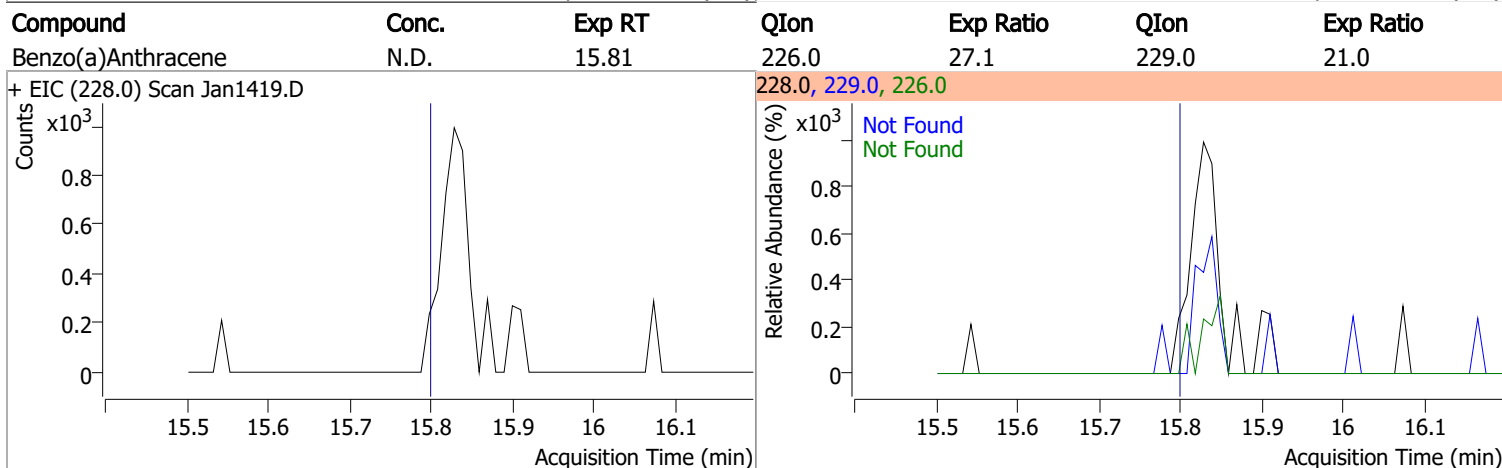 Compound Conc. Exp RT QIon Exp Ratio QIon Exp Ratio
Benzo(a)Anthracene N.D. 15.81 226.0 27.1 229.0 21.0
+ EIC (228.0) Scan Jan1419.D
Counts
x10³
0.8
0.6
0.4
0.2
0
15.5 15.6 15.7 15.8 15.9 16 16.1
Acquisition Time (min)
228.0, 229.0, 226.0
Relative Abundance (%)
x10³
Not Found
Not Found
0.8
0.6
0.4
0.2
0
15.5 15.6 15.7 15.8 15.9 16 16.1
Acquisition Time (min)